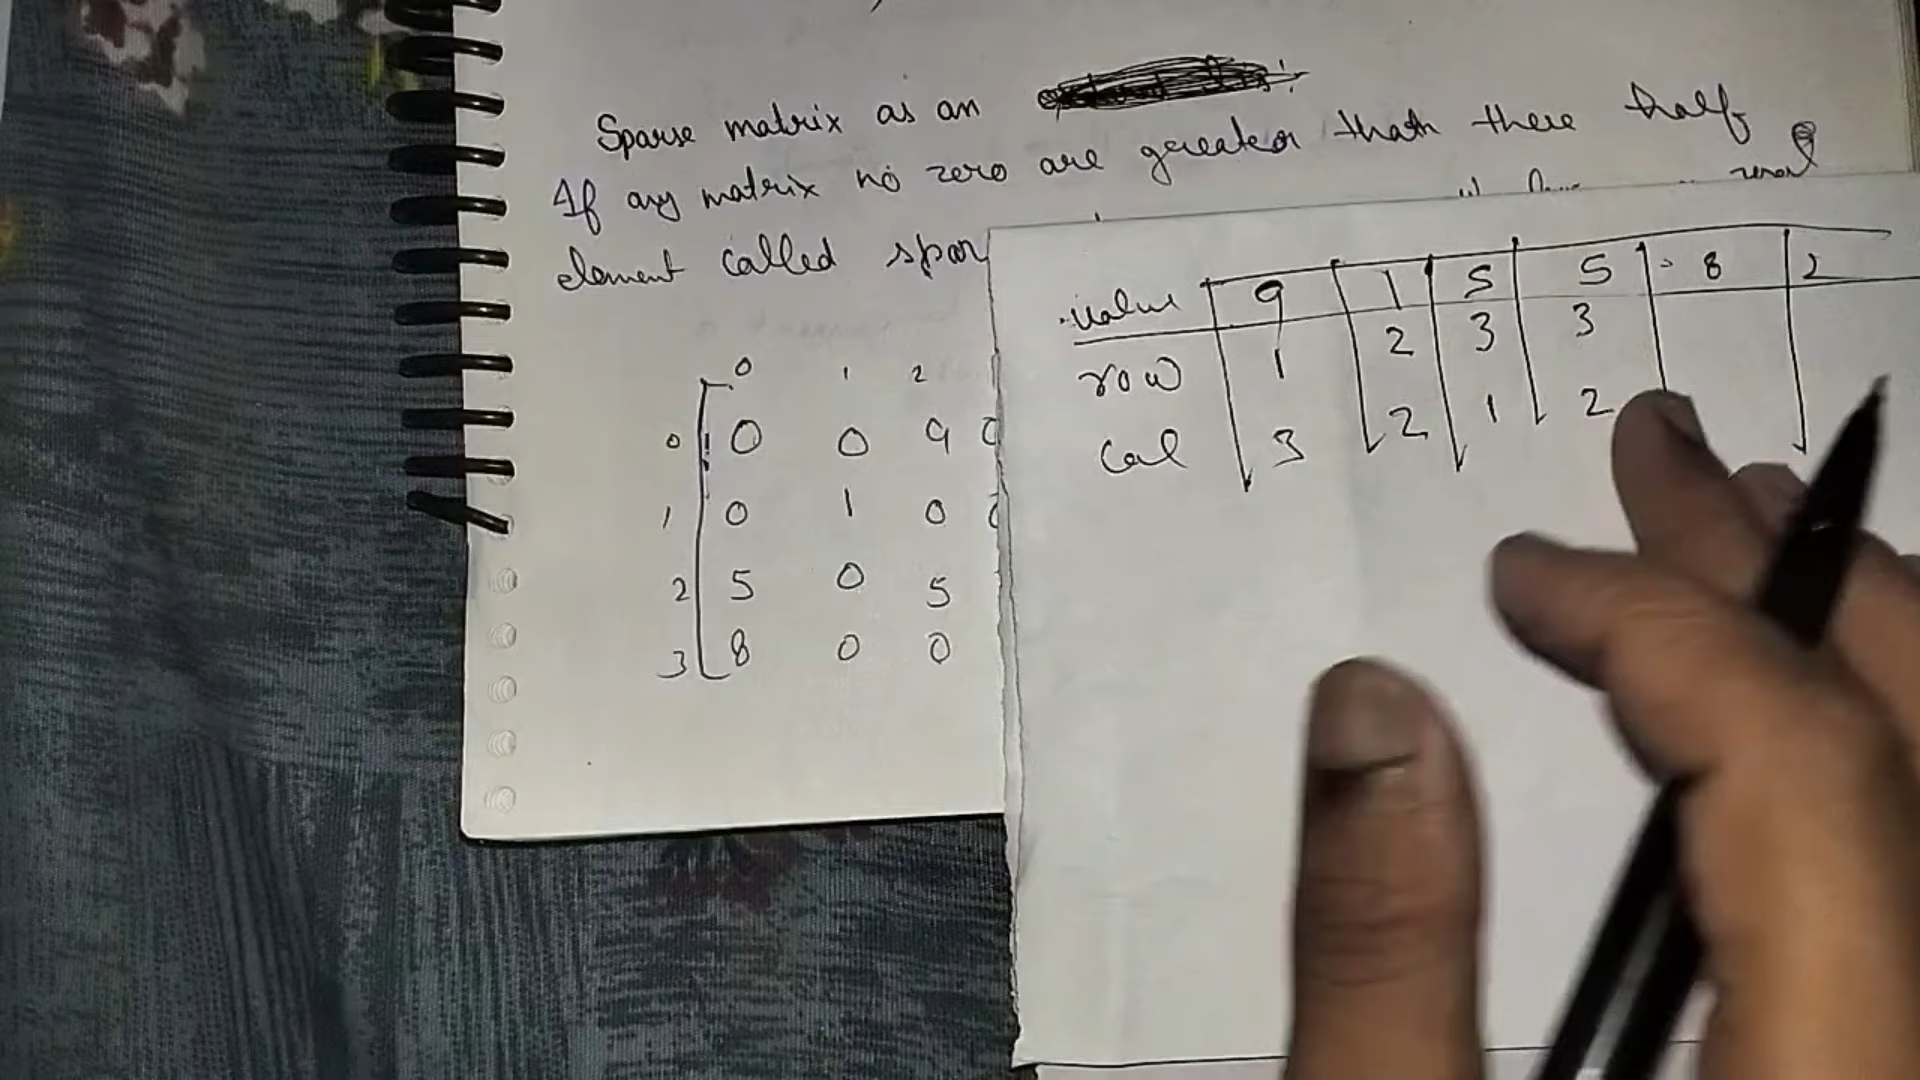 Sparse matrix as an
If any matrix no zero are greater than there half
element called spar
0 1 2
0 0 0 9 0
1 0 1 0
2 5 0 5
3 8 0 0
value 9 1 5 5 8 2
row 1 2 3 3
Col 3 2 1 2